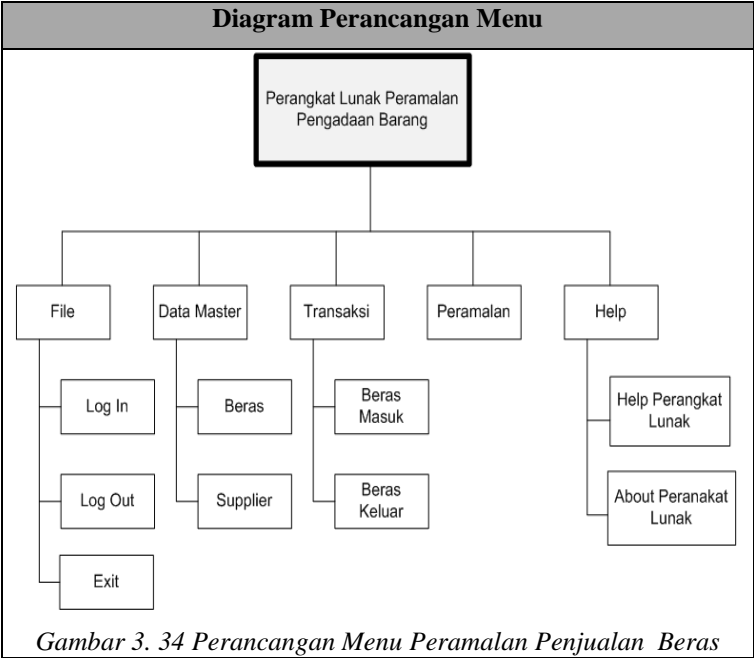 Diagram Perancangan Menu
Perangkat Lunak Peramalan
Pengadaan Barang
File
Data Master
Transaksi
Peramalan
Help
Log In
Beras
Beras
Masuk
Help Perangkat
Lunak
Log Out
Supplier
Beras
Keluar
About Peranakat
Lunak
Exit
Gambar 3. 34 Perancangan Menu Peramalan Penjualan Beras